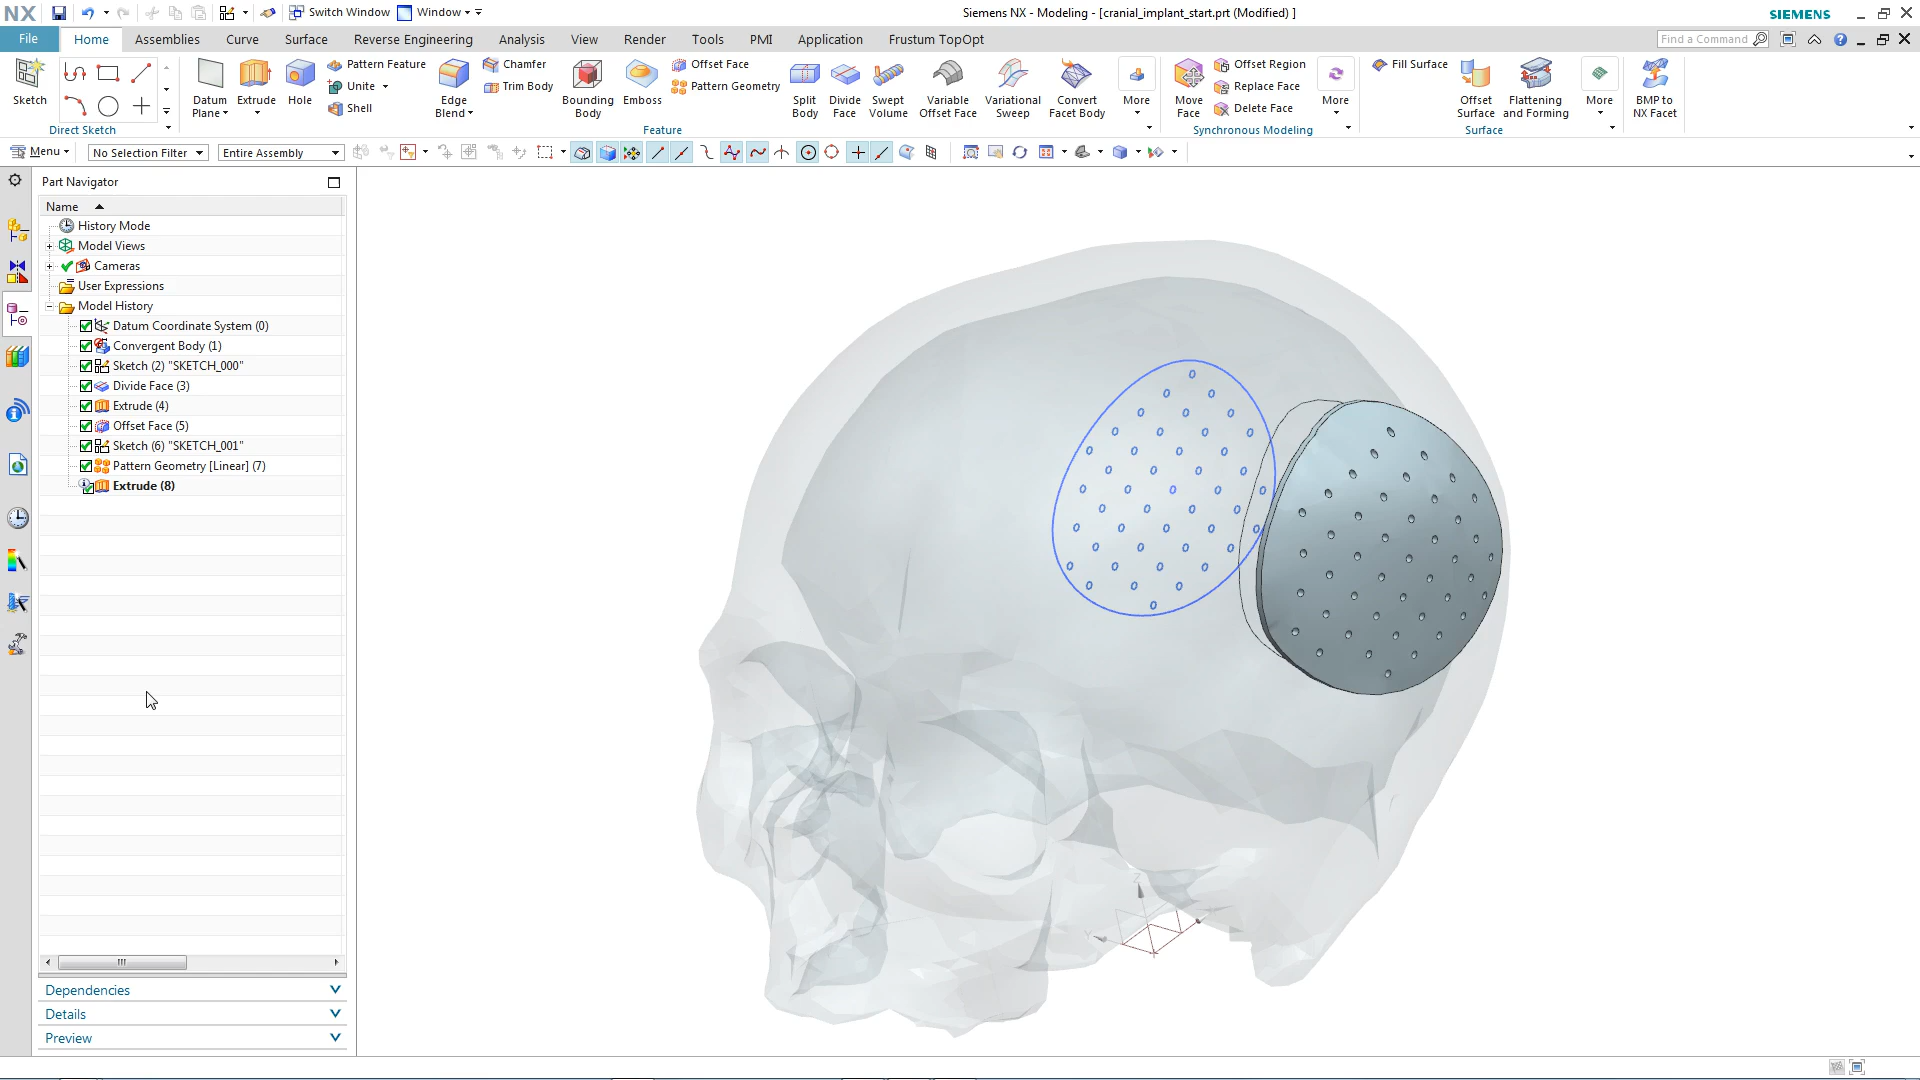 NX Switch Window Window Siemens NX - Modeling - [cranial_implant_start.prt (Modified) ] SIEMENS
File Home Assemblies Curve Surface Reverse Engineering Analysis View Render Tools PMI Application Frustum TopOpt Find a Command
Sketch
Direct Sketch
Datum Plane
Extrude
Hole
Pattern Feature
Unite
Shell
Edge Blend
Chamfer
Trim Body
Bounding Body
Emboss
Offset Face
Pattern Geometry
Split Body
Divide Face
Swept Volume
Variable Offset Face
Variational Sweep
Convert Facet Body
More
Feature
Move Face
Offset Region
Replace Face
Delete Face
More
Synchronous Modeling
Fill Surface
Offset Surface
Flattening and Forming
More
Surface
BMP to NX Facet
Menu No Selection Filter Entire Assembly
Part Navigator
Name
History Mode
Model Views
Cameras
User Expressions
Model History
Datum Coordinate System (0)
Convergent Body (1)
Sketch (2) "SKETCH_000"
Divide Face (3)
Extrude (4)
Offset Face (5)
Sketch (6) "SKETCH_001"
Pattern Geometry [Linear] (7)
Extrude (8)
Dependencies
Details
Preview
Z